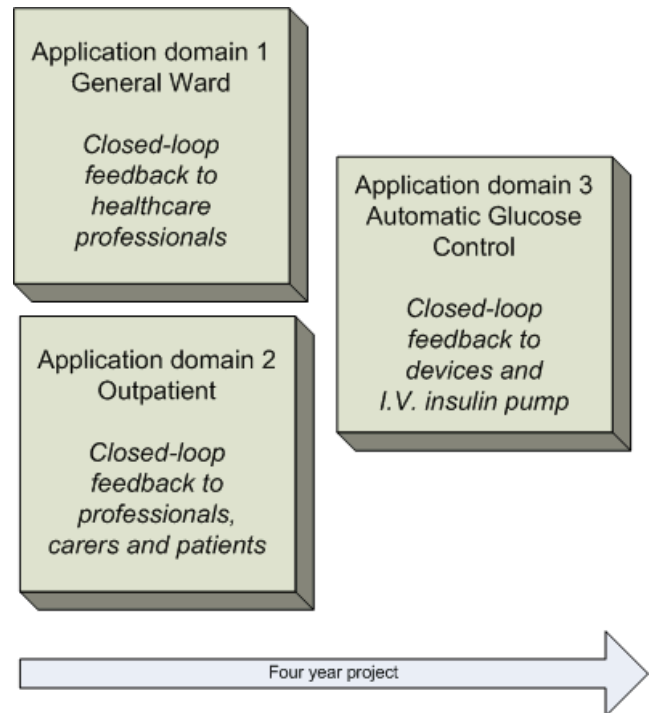 Application domain 1
General Ward
Closed-loop
feedback to
healthcare
professionals
Application domain 2
Outpatient
Closed-loop
feedback to
professionals,
carers and patients
Application domain 3
Automatic Glucose
Control
Closed-loop
feedback to
devices and
I.V. insulin pump
Four year project